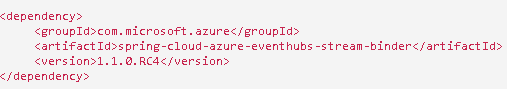 <dependency>
<groupId>com.microsoft.azure</groupId>
<artifactId>spring-cloud-azure-eventhubs-stream-binder</artifactId>
<version>1.1.0.RC4</version>
</dependency>